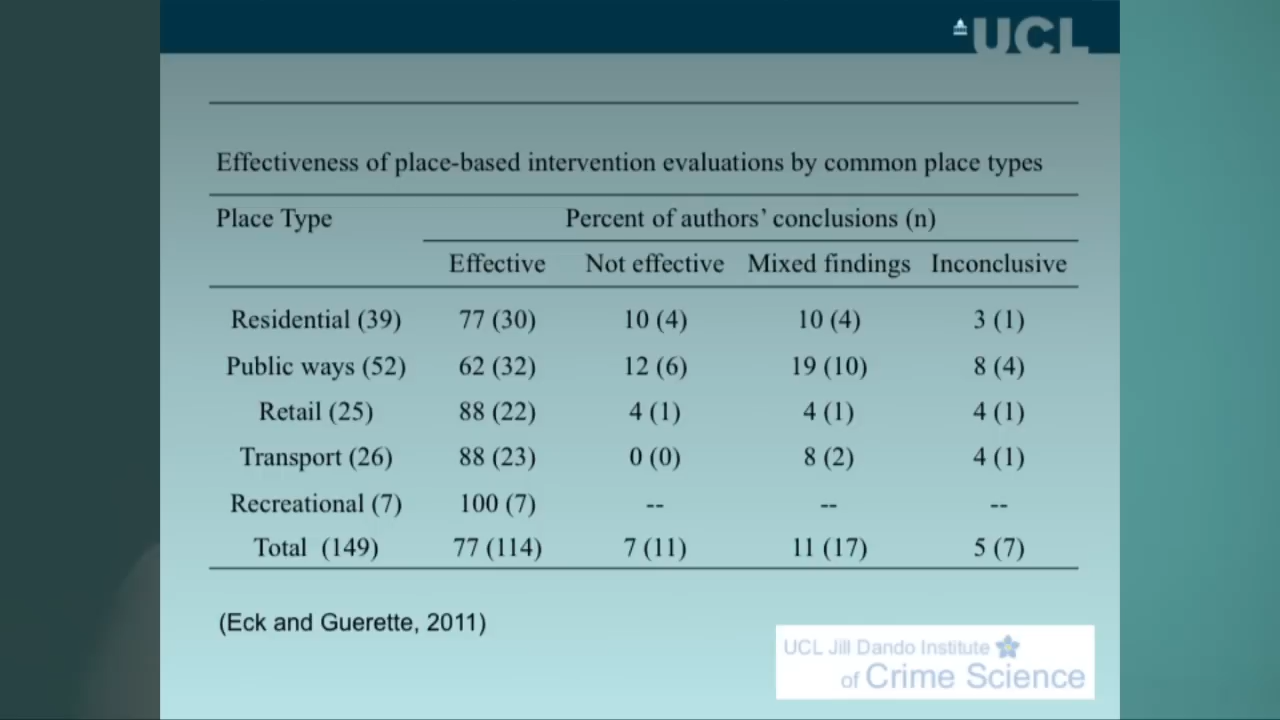 UCL
Effectiveness of place-based intervention evaluations by common place types
Place Type Percent of authors' conclusions (n)
Effective Not effective Mixed findings Inconclusive
Residential (39) 77 (30) 10 (4) 10 (4) 3 (1)
Public ways (52) 62 (32) 12 (6) 19 (10) 8 (4)
Retail (25) 88 (22) 4 (1) 4 (1) 4 (1)
Transport (26) 88 (23) 0 (0) 8 (2) 4 (1)
Recreational (7) 100 (7) -- -- --
Total (149) 77 (114) 7 (11) 11 (17) 5 (7)
(Eck and Guerette, 2011)
UCL Jill Dando Institute
of Crime Science